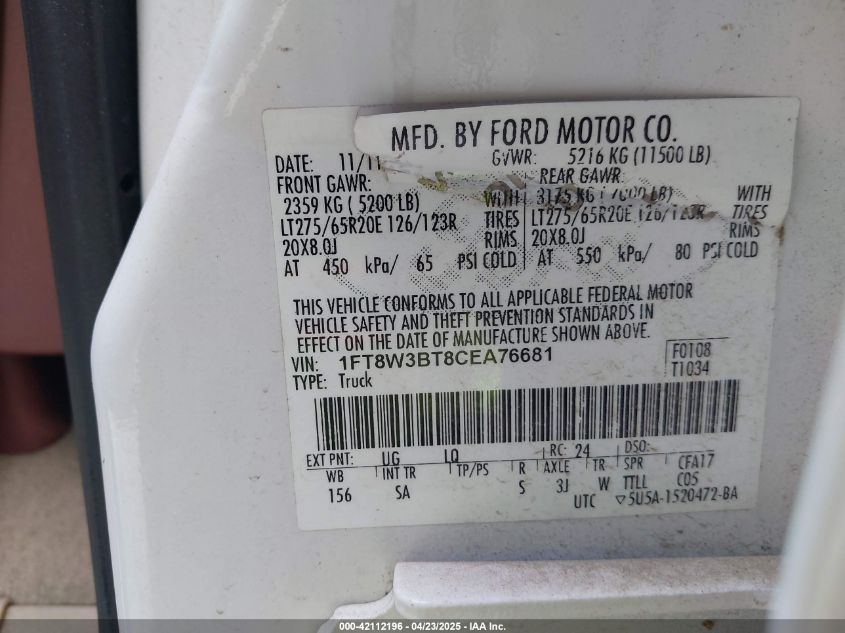 MFD. BY FORD MOTOR CO.
DATE: 11/11 GVWR: 5216 KG (11500 LB)
FRONT GAWR: REAR GAWR:
2359 KG ( 5200 LB) WITH 3175 KG ( 7000 LB) WITH
LT275/65R20E 126/123R TIRES LT275/65R20E 126/123R TIRES
20X8.0J RIMS 20X8.0J RIMS
AT 450 kPa/ 65 PSI COLD AT 550 kPa/ 80 PSI COLD
THIS VEHICLE CONFORMS TO ALL APPLICABLE FEDERAL MOTOR
VEHICLE SAFETY AND THEFT PREVENTION STANDARDS IN
EFFECT ON THE DATE OF MANUFACTURE SHOWN ABOVE.
VIN: 1FT8W3BT8CEA76681 F0108
TYPE: Truck T1034
EXT PNT: UG LQ RC: 24 DSO:
WB INT TR TP/PS R AXLE TR SPR CFA17
156 SA S 3J W TTLL C05
UTC ▽5U5A-1520472-BA
000-42112196 - 04/23/2025 - IAA Inc.